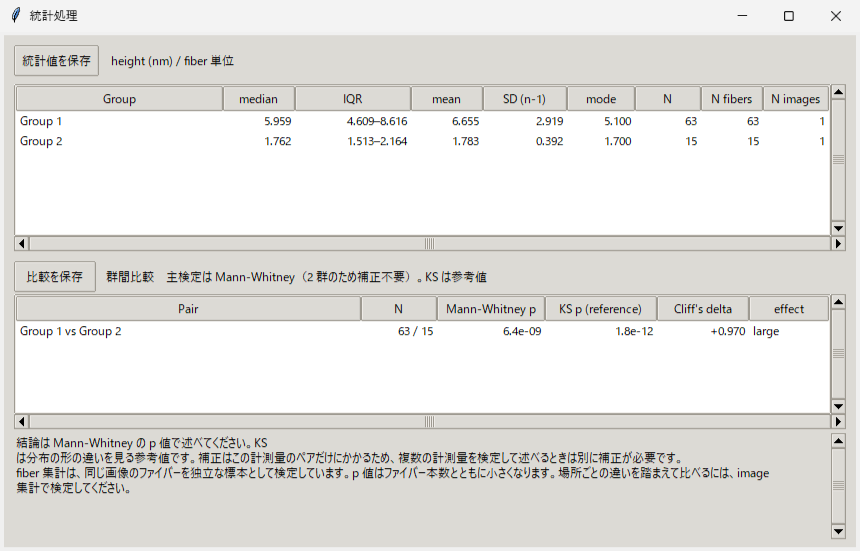 統計処理
統計値を保存 height (nm) / fiber 単位
Group median IQR mean SD (n-1) mode N N fibers N images
Group 1 5.959 4.609–8.616 6.655 2.919 5.100 63 63 1
Group 2 1.762 1.513–2.164 1.783 0.392 1.700 15 15 1
比較を保存 群間比較 主検定は Mann-Whitney（2 群のため補正不要）。KS は参考値
Pair N Mann-Whitney p KS p (reference) Cliff's delta effect
Group 1 vs Group 2 63 / 15 6.4e-09 1.8e-12 +0.970 large
結論は Mann-Whitney の p 値で述べてください。KS
は分布の形の違いを見る参考値です。補正はこの計測量のペアだけにかかるため、複数の計測量を検定して述べるときは別に補正が必要です。
fiber 集計は、同じ画像のファイバーを独立な標本として検定しています。p 値はファイバー本数とともに小さくなります。場所ごとの違いを踏まえて比べるには、image
集計で検定してください。